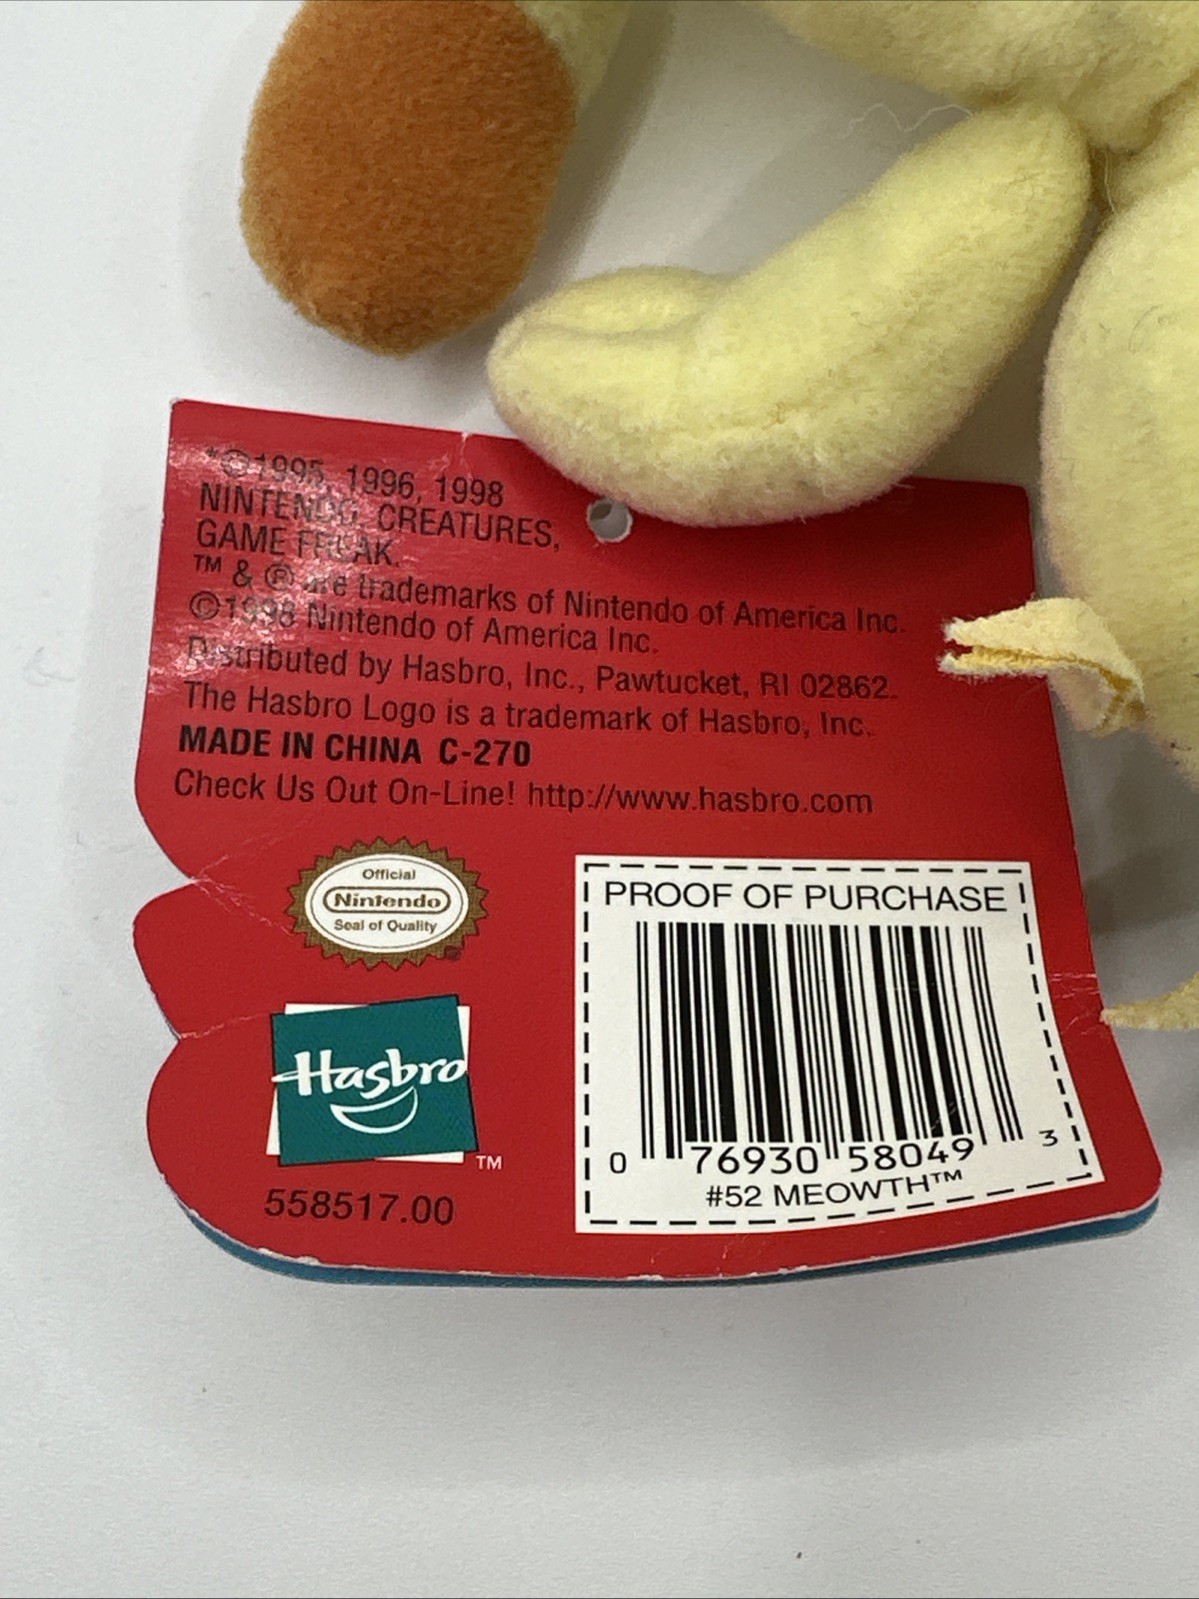 *©1995, 1996, 1998
NINTENDO, CREATURES,
GAME FREAK.
™ & ® are trademarks of Nintendo of America Inc.
©1998 Nintendo of America Inc.
Distributed by Hasbro, Inc., Pawtucket, RI 02862.
The Hasbro Logo is a trademark of Hasbro, Inc.
MADE IN CHINA C-270
Check Us Out On-Line! http://www.hasbro.com
Official
Nintendo
Seal of Quality
Hasbro
™
558517.00
PROOF OF PURCHASE
0 76930 58049 3
#52 MEOWTH™